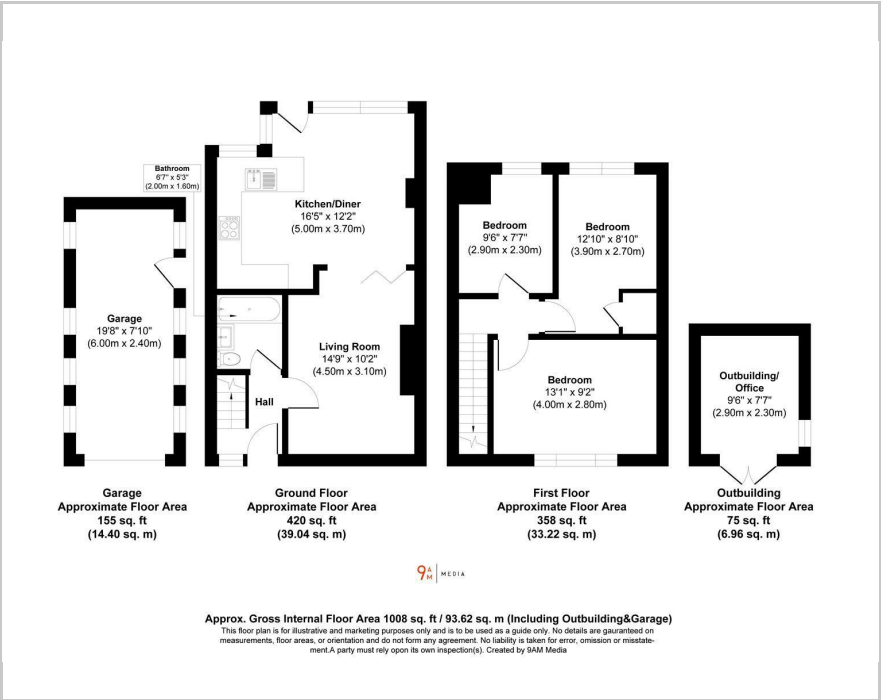 Bathroom
6'7" x 5'3"
(2.00m x 1.60m)
Kitchen/Diner
16'5" x 12'2"
(5.00m x 3.70m)
Bedroom
9'6" x 7'7"
(2.90m x 2.30m)
Bedroom
12'10" x 8'10"
(3.90m x 2.70m)
Garage
19'8" x 7'10"
(6.00m x 2.40m)
Living Room
14'9" x 10'2"
(4.50m x 3.10m)
Hall
Bedroom
13'1" x 9'2"
(4.00m x 2.80m)
Outbuilding/
Office
9'6" x 7'7"
(2.90m x 2.30m)
Garage
Approximate Floor Area
155 sq. ft
(14.40 sq. m)
Ground Floor
Approximate Floor Area
420 sq. ft
(39.04 sq. m)
First Floor
Approximate Floor Area
358 sq. ft
(33.22 sq. m)
Outbuilding
Approximate Floor Area
75 sq. ft
(6.96 sq. m)
9AM MEDIA
Approx. Gross Internal Floor Area 1008 sq. ft / 93.62 sq. m (Including Outbuilding&Garage)
This floor plan is for illustrative and marketing purposes only and is to be used as a guide only. No details are gauranteed on
measurements, floor areas, or orientation and do not form any agreement. No liability is taken for error, omission or misstate-
ment.A party must rely upon its own inspection(s). Created by 9AM Media